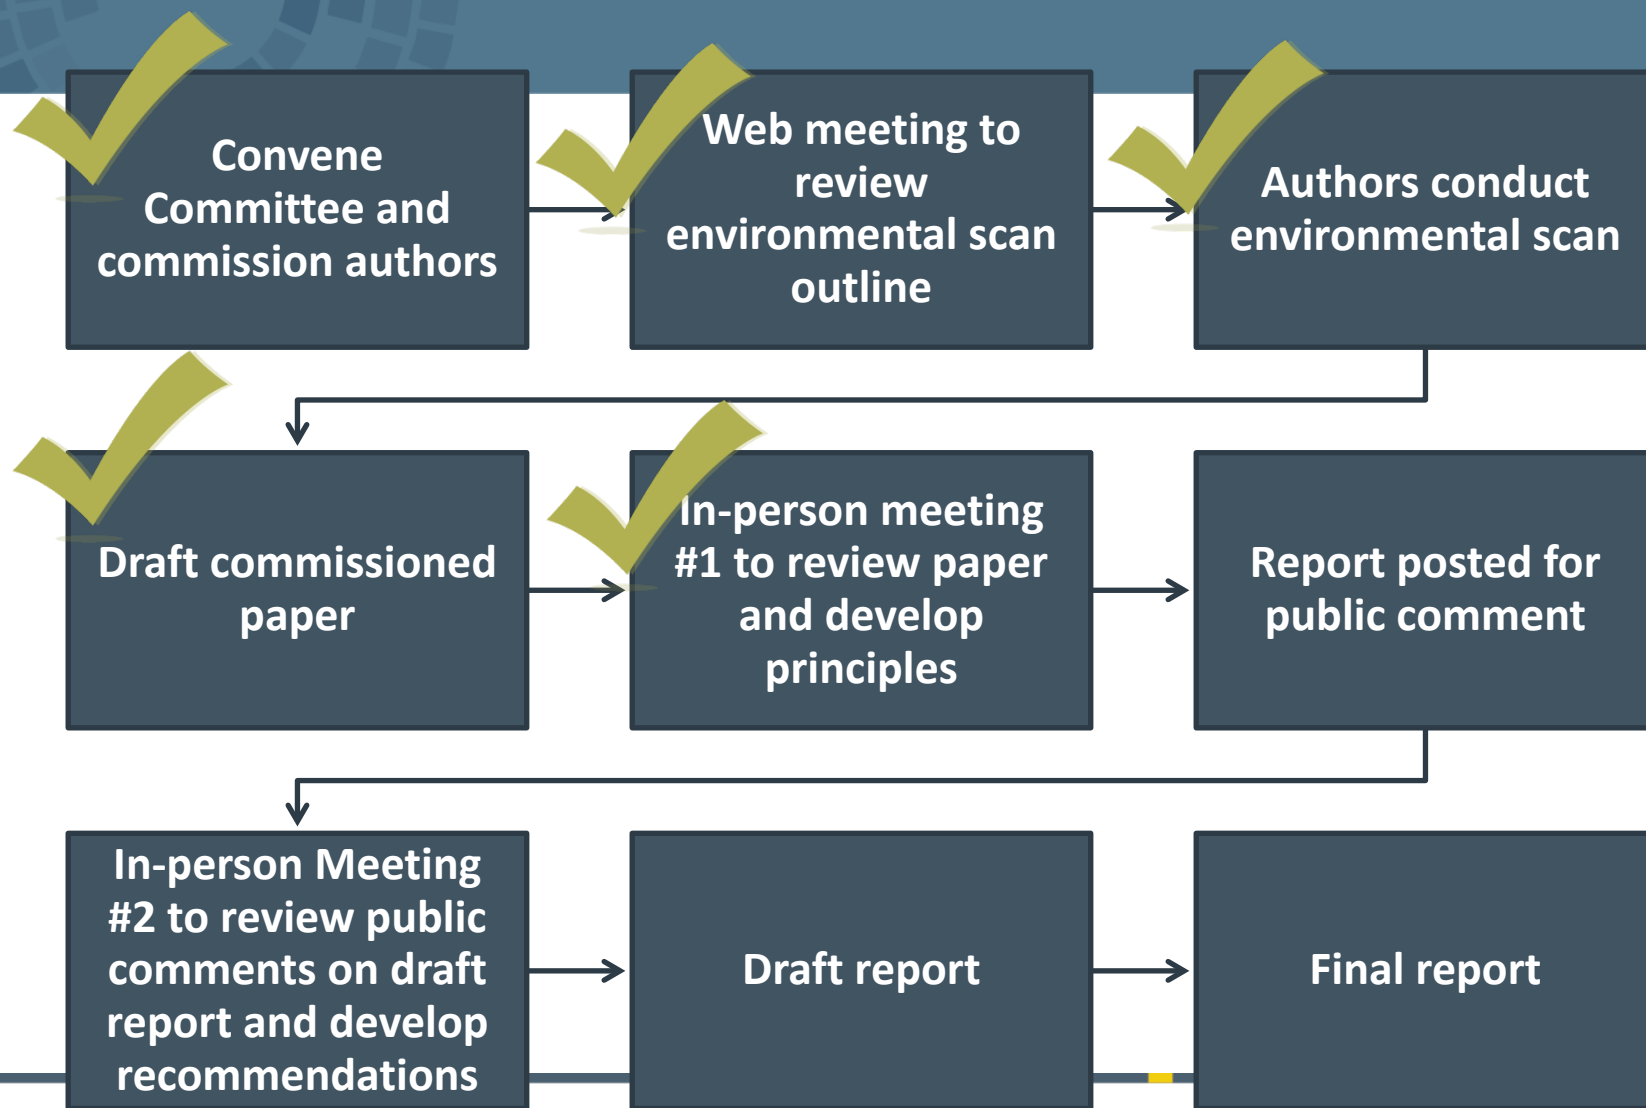 Convene
Committee and
commission authors
Web meeting to
review
environmental scan
outline
Authors conduct
environmental scan
Draft commissioned
paper
In-person meeting
#1 to review paper
and develop
principles
Report posted for
public comment
In-person Meeting
#2 to review public
comments on draft
report and develop
recommendations
Draft report
Final report